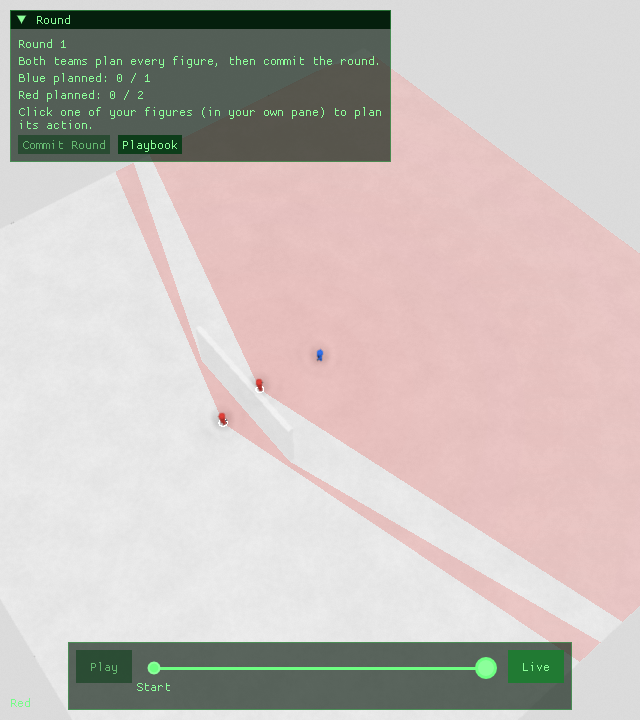 Round
Round 1
Both teams plan every figure, then commit the round.
Blue planned: 0 / 1
Red planned: 0 / 2
Click one of your figures (in your own pane) to plan
its action.
Commit Round Playbook
Play
Start
Live
Red